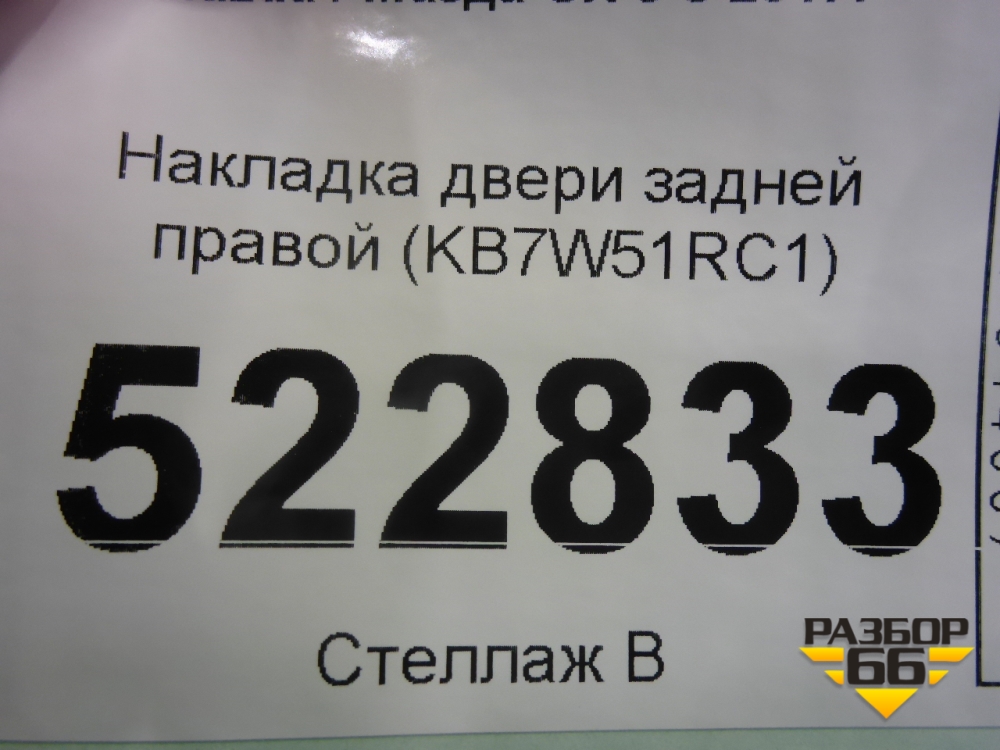 Накладка двери задней
правой (KB7W51RC1)
522833
Стеллаж В
РАЗБОР
66